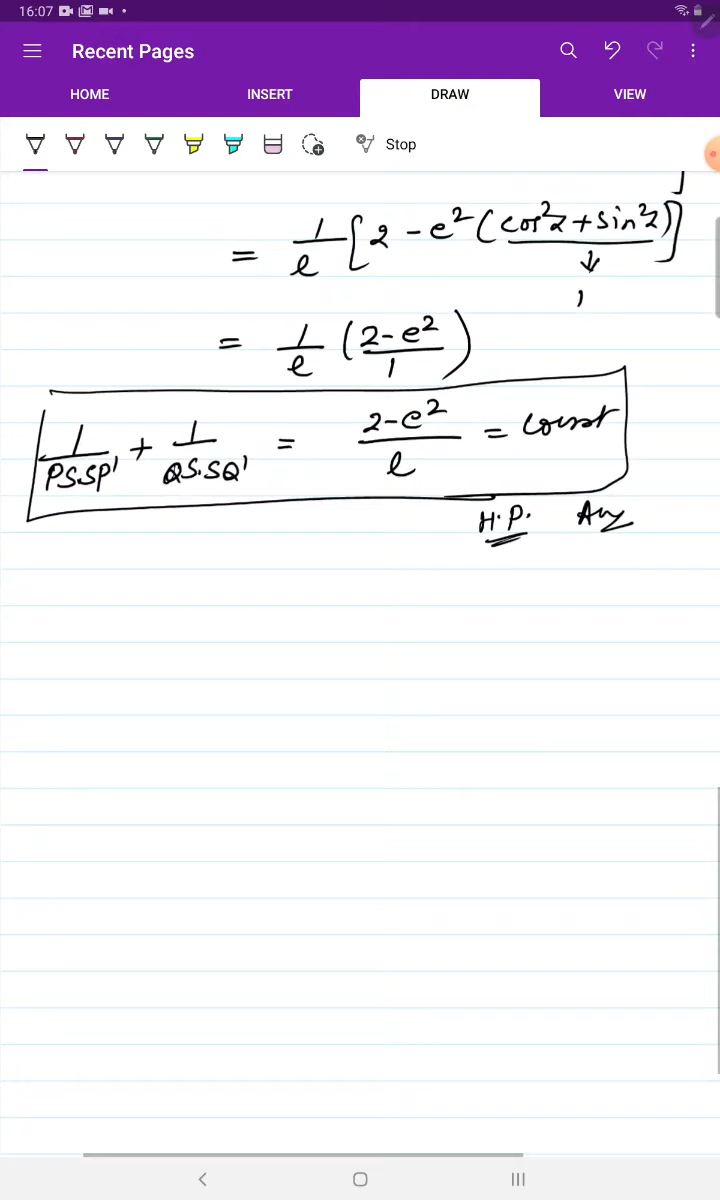 16:07
Recent Pages
HOME INSERT DRAW VIEW
Stop
]
= 1/l [2 - e² (cos²α + sin²α)]
↓
1
= 1/l (2-e²/1)
1/PS.SP' + 1/QS.SQ' = 2-e²/l = const
H.P. Ans